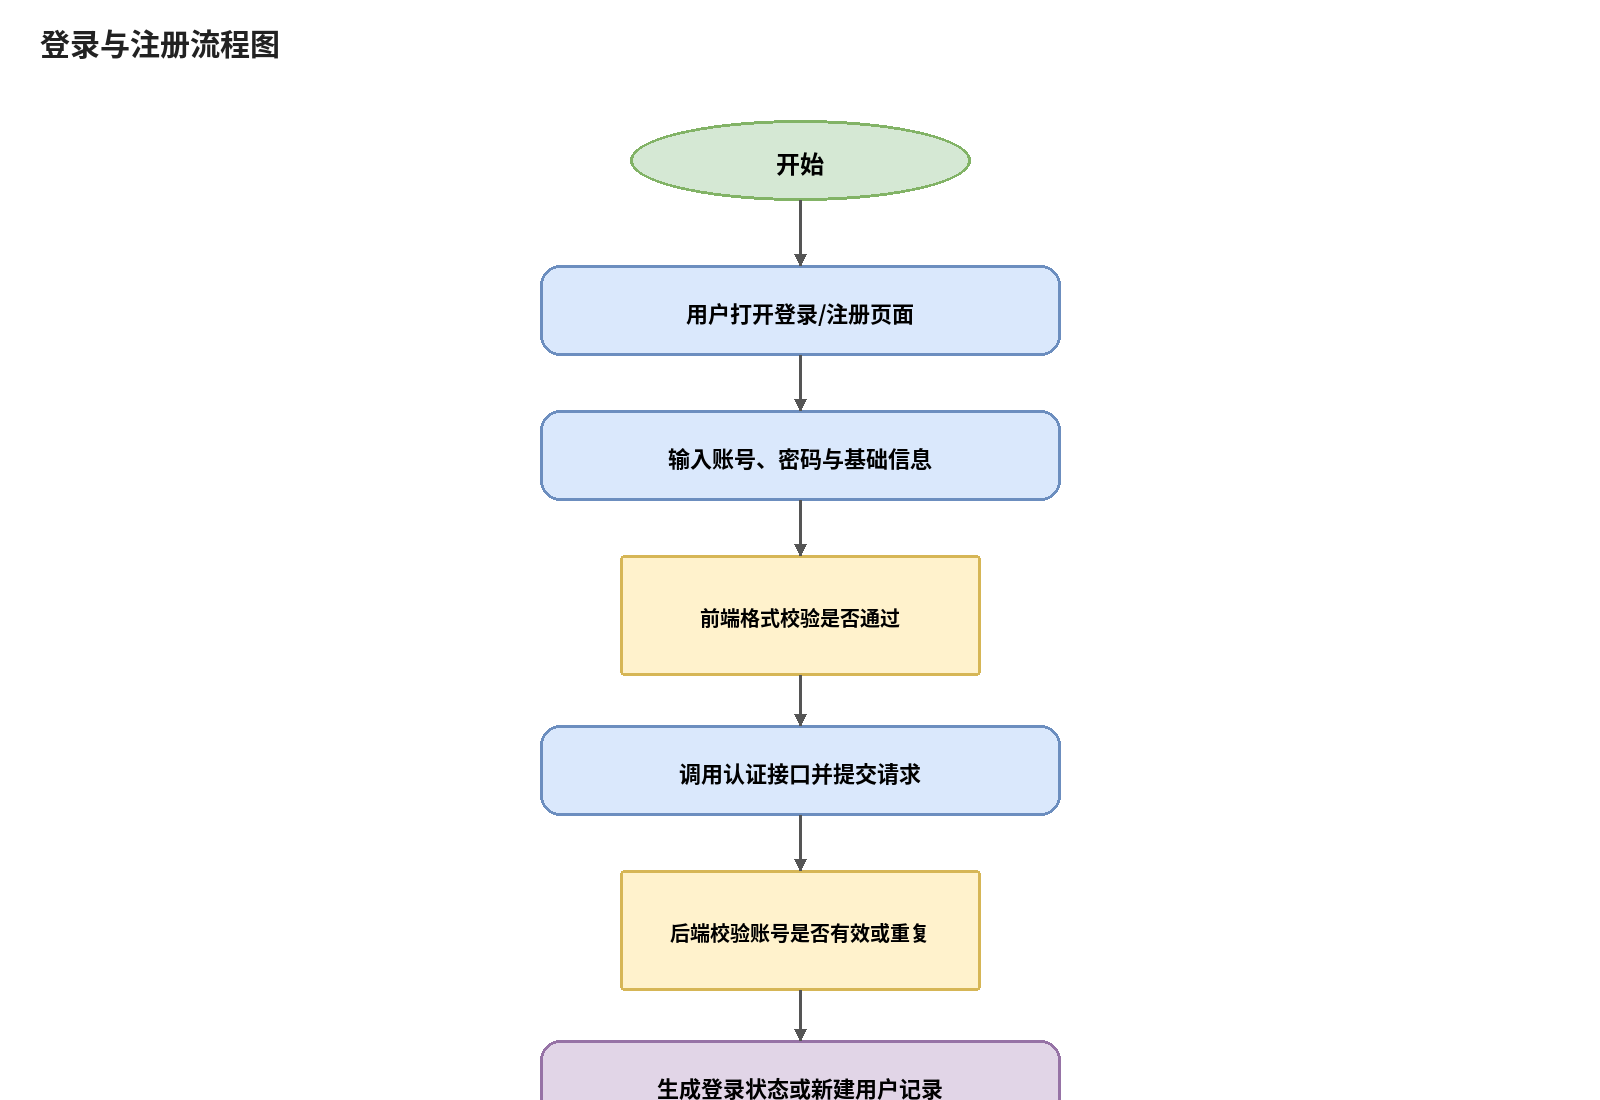 登录与注册流程图
开始
用户打开登录/注册页面
输入账号、密码与基础信息
前端格式校验是否通过
调用认证接口并提交请求
后端校验账号是否有效或重复
生成登录状态或新建用户记录